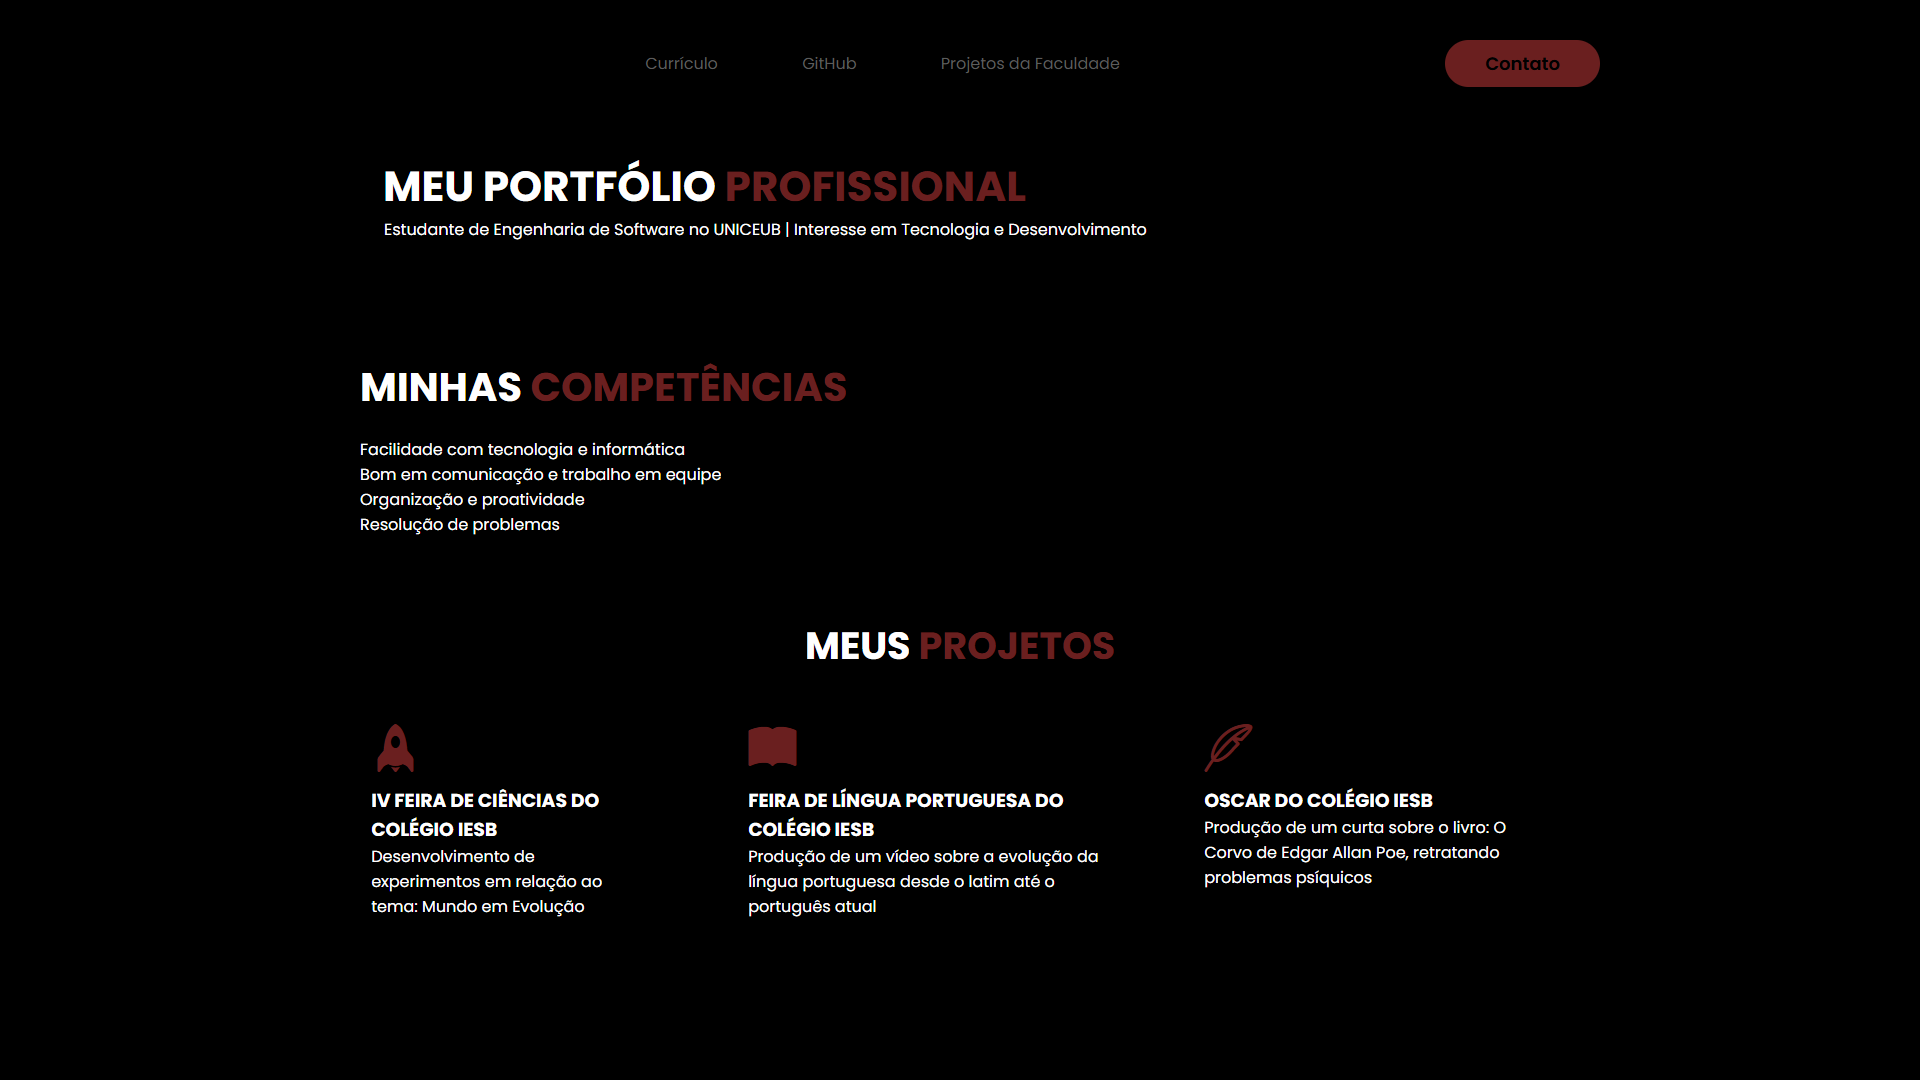 Currículo
GitHub
Projetos da Faculdade
Contato
MEU PORTFÓLIO PROFISSIONAL
Estudante de Engenharia de Software no UNICEUB | Interesse em Tecnologia e Desenvolvimento
MINHAS COMPETÊNCIAS
Facilidade com tecnologia e informática
Bom em comunicação e trabalho em equipe
Organização e proatividade
Resolução de problemas
MEUS PROJETOS
IV FEIRA DE CIÊNCIAS DO
COLÉGIO IESB
Desenvolvimento de
experimentos em relação ao
tema: Mundo em Evolução
FEIRA DE LÍNGUA PORTUGUESA DO
COLÉGIO IESB
Produção de um vídeo sobre a evolução da
língua portuguesa desde o latim até o
português atual
OSCAR DO COLÉGIO IESB
Produção de um curta sobre o livro: O
Corvo de Edgar Allan Poe, retratando
problemas psíquicos